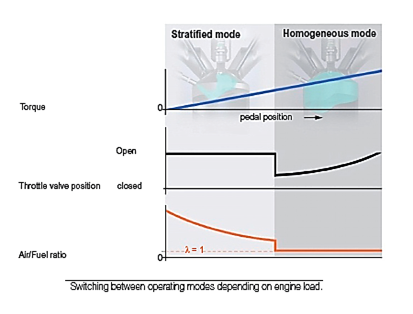 Stratified mode
Homogeneous mode
0
Torque
pedal position
Open
Throttle valve position
closed
λ = 1
Air/Fuel ratio
0
Switching between operating modes depending on engine load.